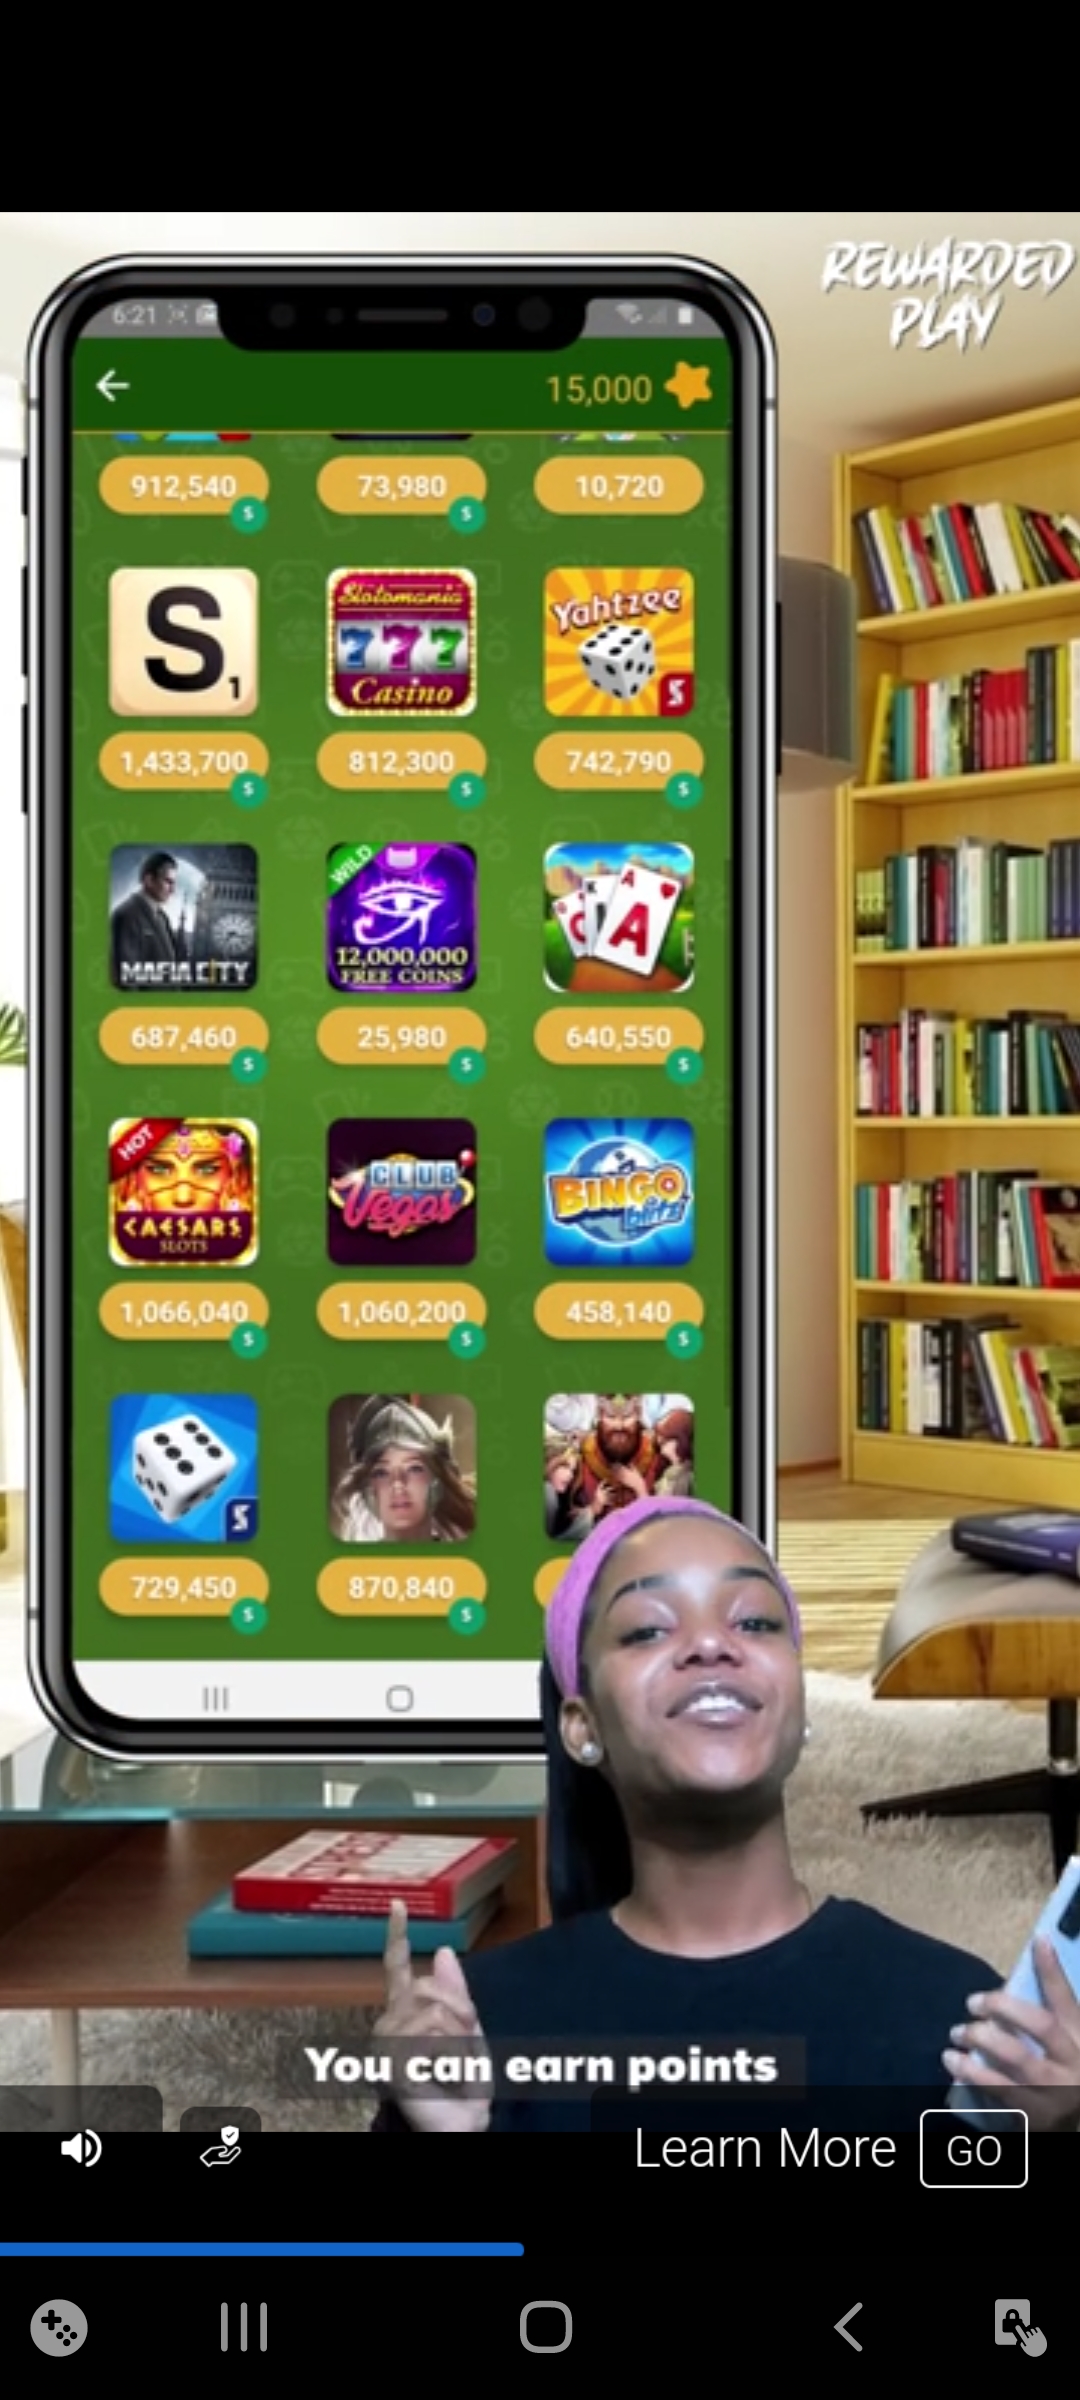 REWARDED
PLAY
6:21
15,000
912,540 73,980 10,720
$ $
S1
Slotomania
777
Casino
Yahtzee
S
1,433,700 812,300 742,790
$ $ $
MAFIA CITY
WILD
12,000,000
FREE COINS
K
A
A
687,460 25,980 640,550
$ $ $
HOT
CAESARS
SLOTS
CLUB
Vegas
BINGO
blitz
1,066,040 1,060,200 458,140
$ $ $
S
729,450 870,840
$ $
You can earn points
Learn More GO